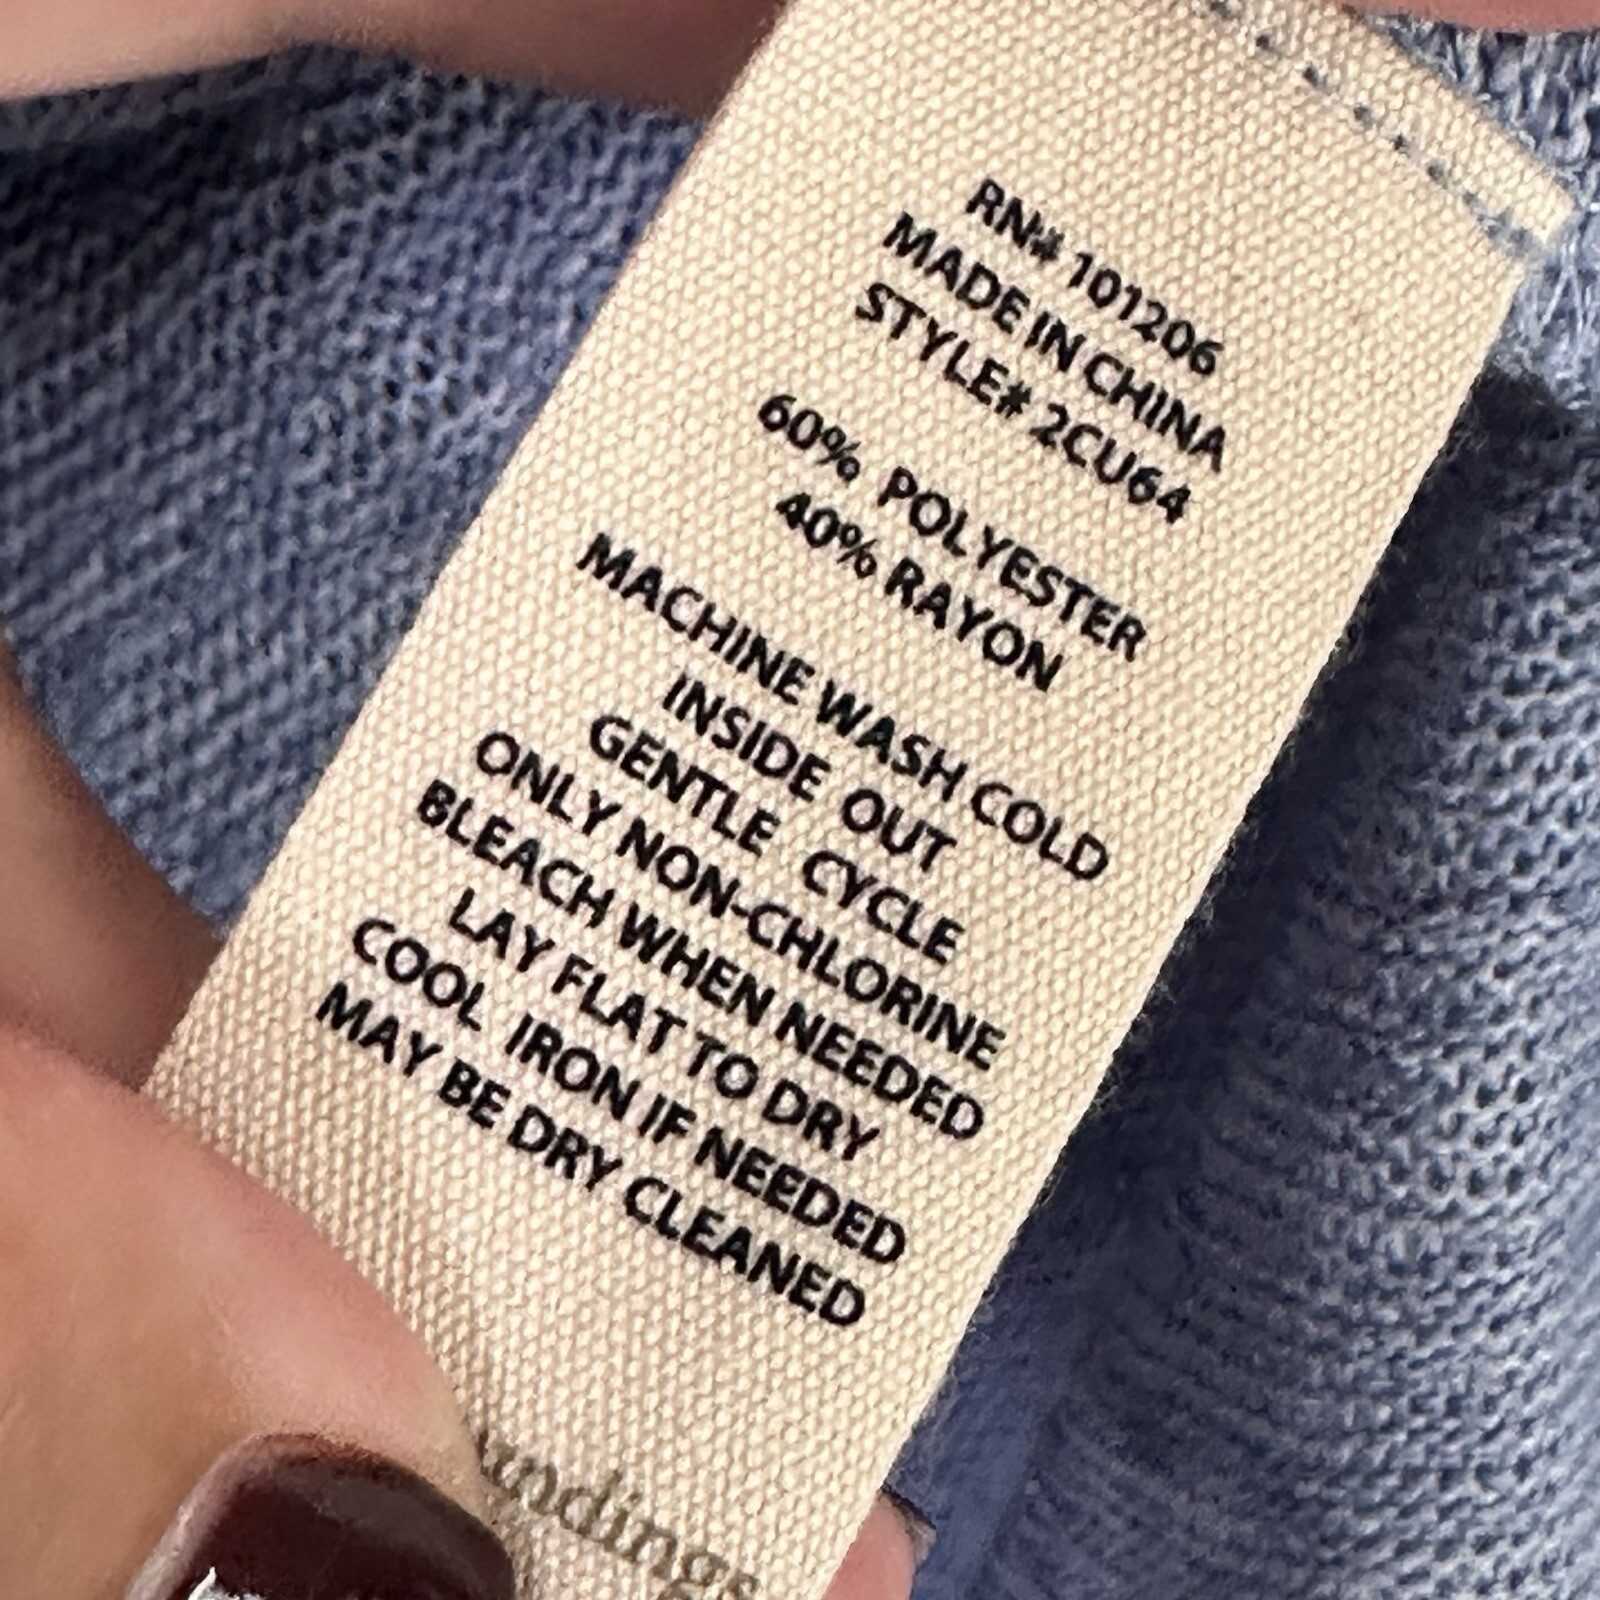 RN# 101206
MADE IN CHINA
STYLE# 2CU64
60% POLYESTER
40% RAYON
MACHINE WASH COLD
INSIDE OUT
GENTLE CYCLE
ONLY NON-CHLORINE
BLEACH WHEN NEEDED
LAY FLAT TO DRY
COOL IRON IF NEEDED
MAY BE DRY CLEANED